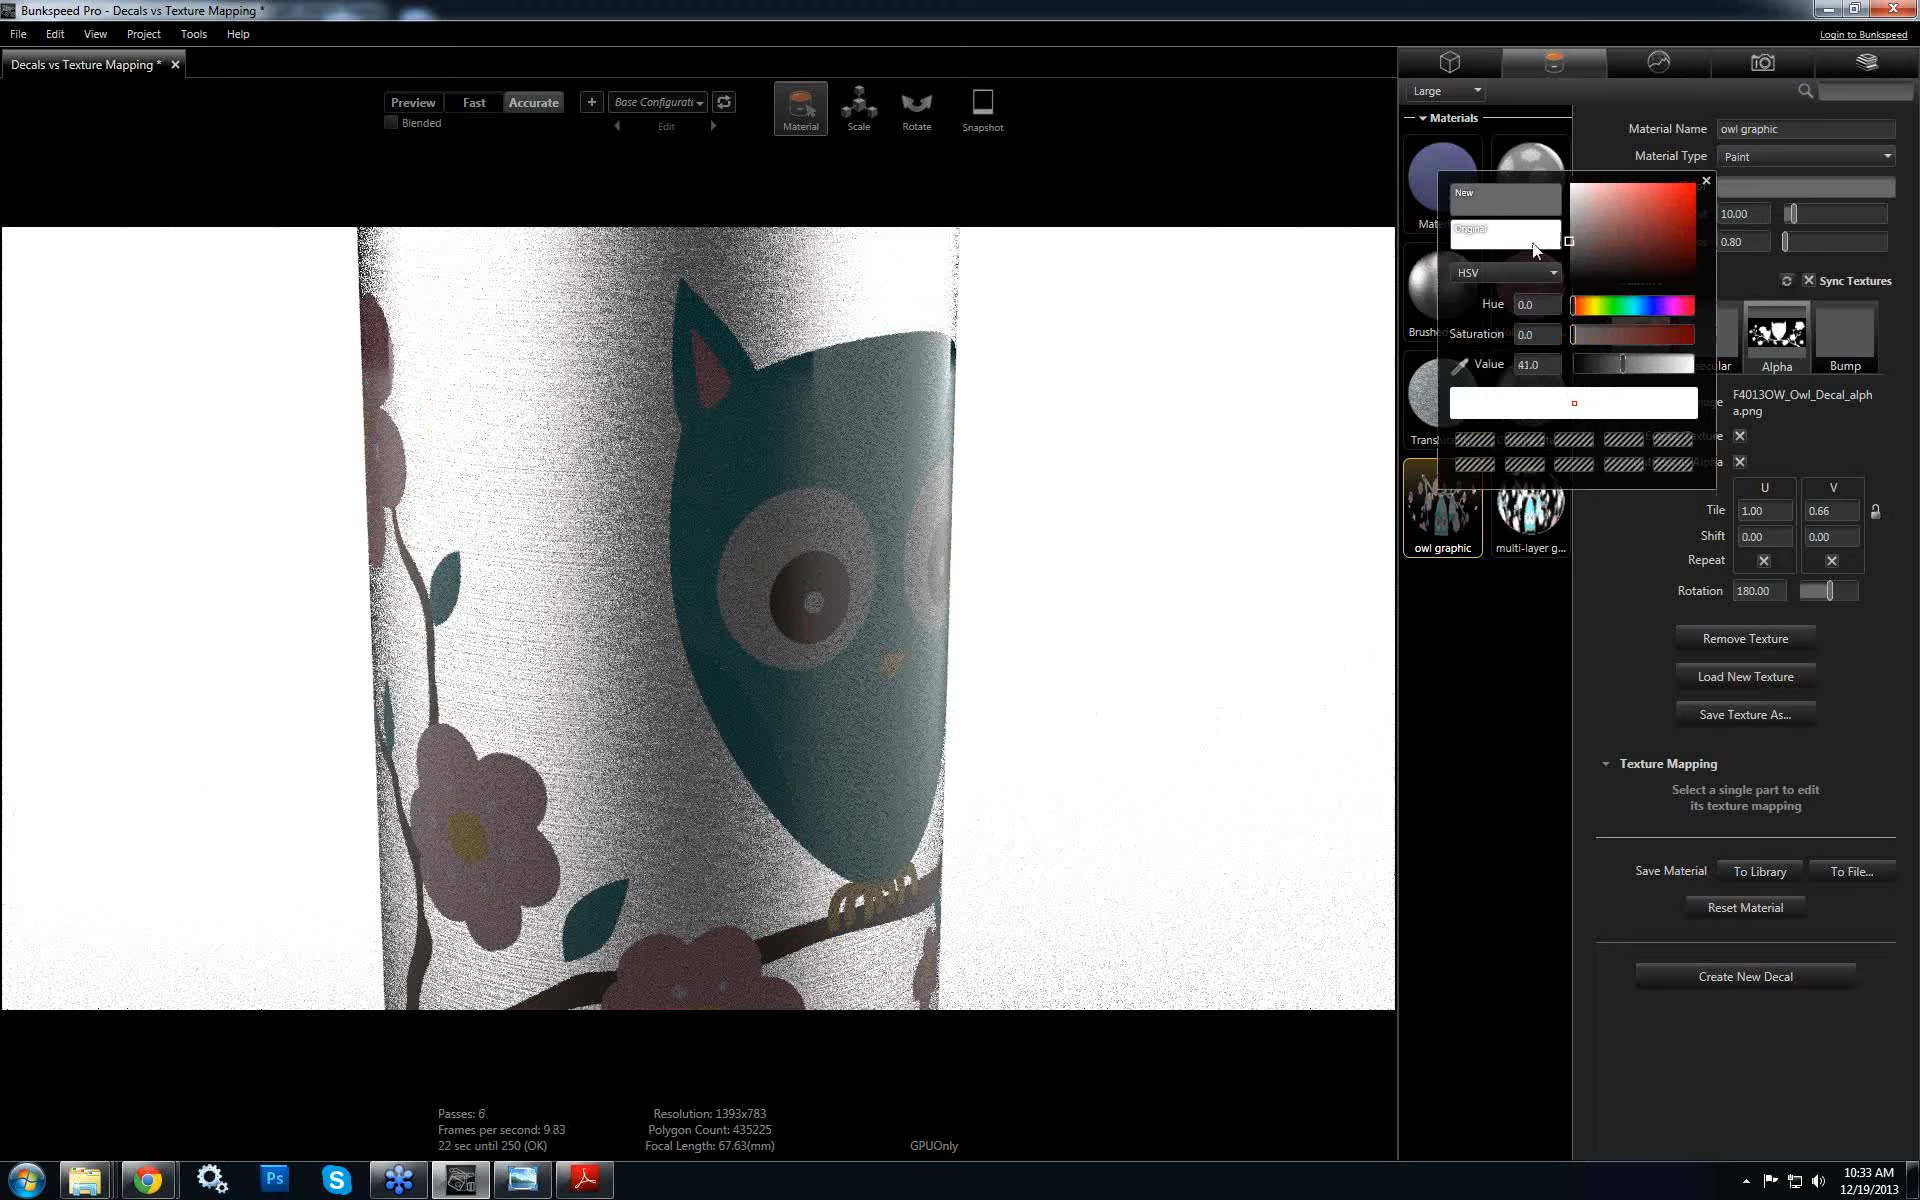 Bunkspeed Pro - Decals vs Texture Mapping *
File Edit View Project Tools Help
Login to Bunkspeed
Decals vs Texture Mapping *
Preview Fast Accurate
Blended
Base Configurati
Edit
Material
Scale
Rotate
Snapshot
Large
Materials
Material Name
owl graphic
Material Type
Paint
New
Original
10.00
0.80
HSV
Sync Textures
Hue 0.0
Saturation 0.0
Value 41.0
Alpha
Bump
F4013OW_Owl_Decal_alph
a.png
owl graphic
multi-layer g...
U V
Tile 1.00 0.66
Shift 0.00 0.00
Repeat
Rotation 180.00
Remove Texture
Load New Texture
Save Texture As...
Texture Mapping
Select a single part to edit
its texture mapping
Save Material To Library To File...
Reset Material
Create New Decal
Passes: 6
Frames per second: 9.83
22 sec until 250 (OK)
Resolution: 1393x783
Polygon Count: 435225
Focal Length: 67.63(mm)
GPUOnly
Ps
10:33 AM
12/19/2013